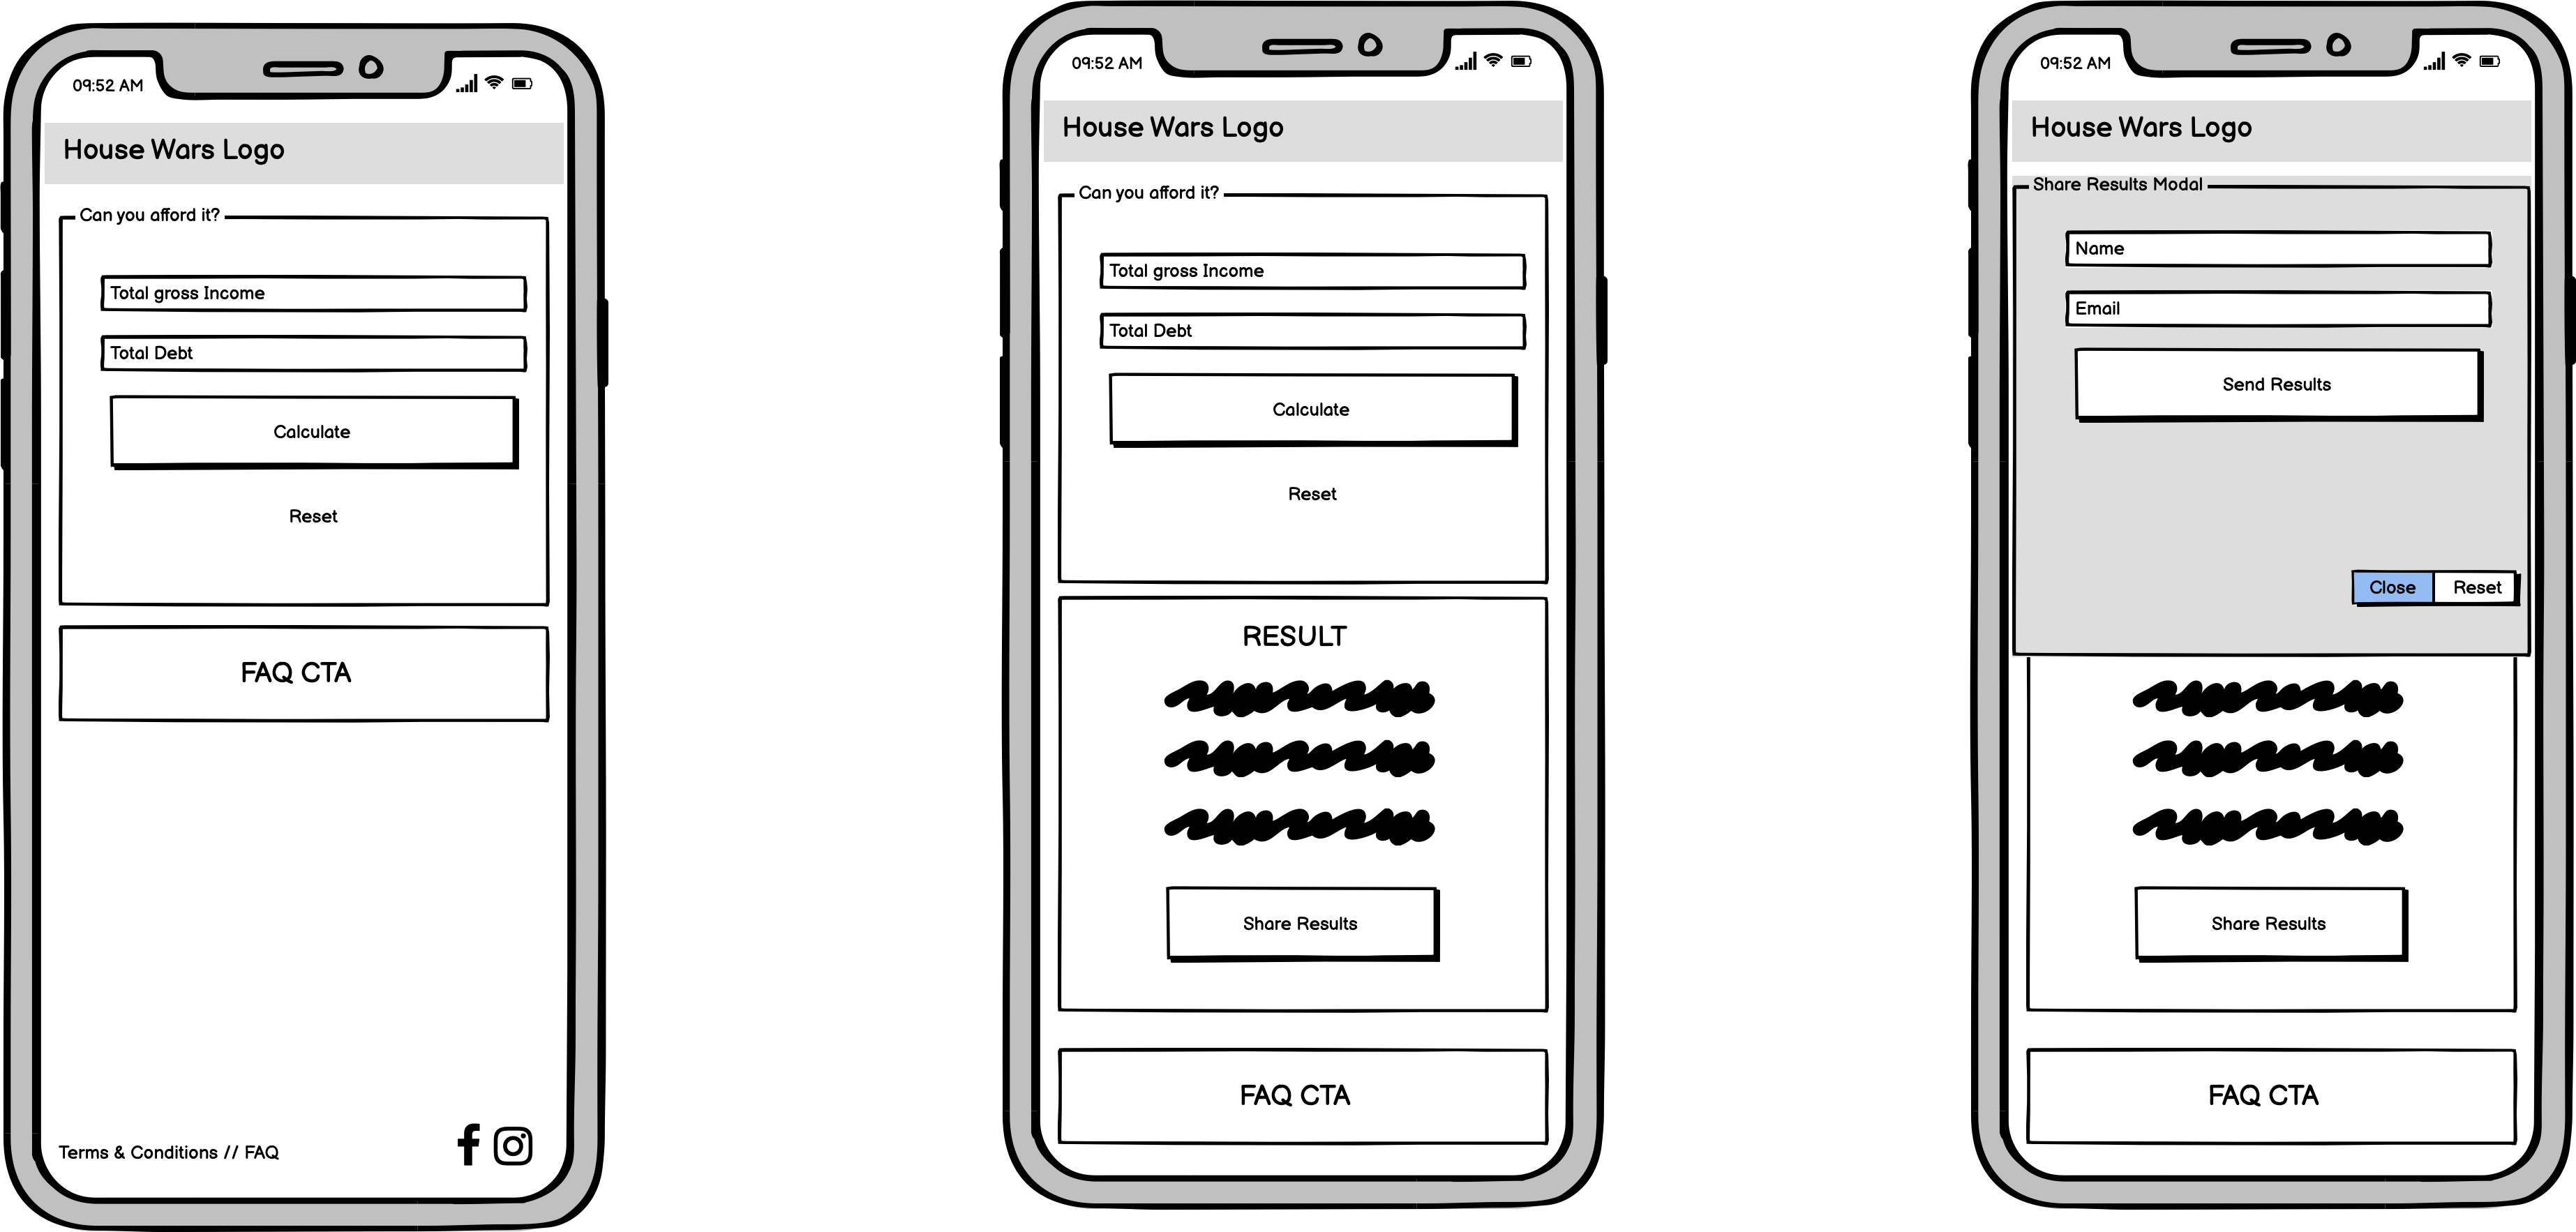 09:52 AM
House Wars Logo
Can you afford it?
Total gross Income
Total Debt
Calculate
Reset
FAQ CTA
Terms & Conditions // FAQ
09:52 AM
House Wars Logo
Can you afford it?
Total gross Income
Total Debt
Calculate
Reset
RESULT
Share Results
FAQ CTA
09:52 AM
House Wars Logo
Share Results Modal
Name
Email
Send Results
Close Reset
Share Results
FAQ CTA